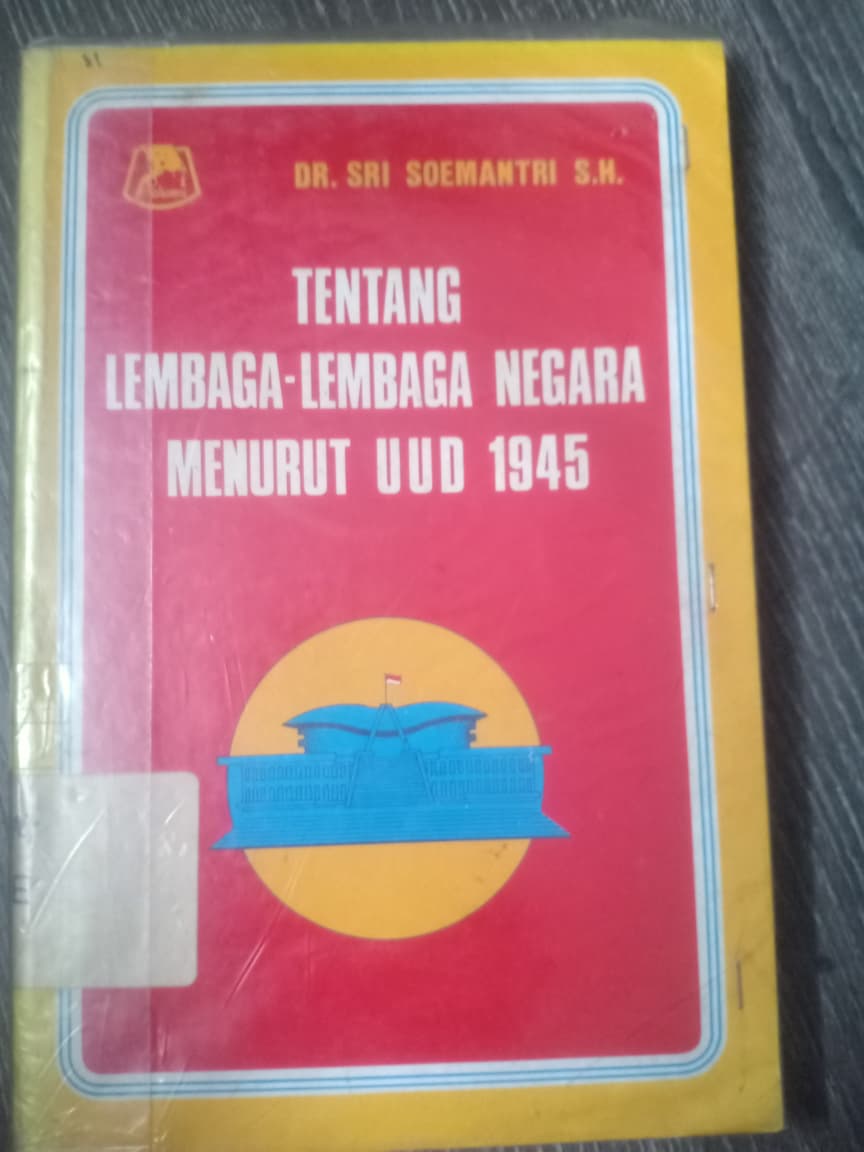 DR. SRI SOEMANTRI S.H.
TENTANG
LEMBAGA-LEMBAGA NEGARA
MENURUT UUD 1945